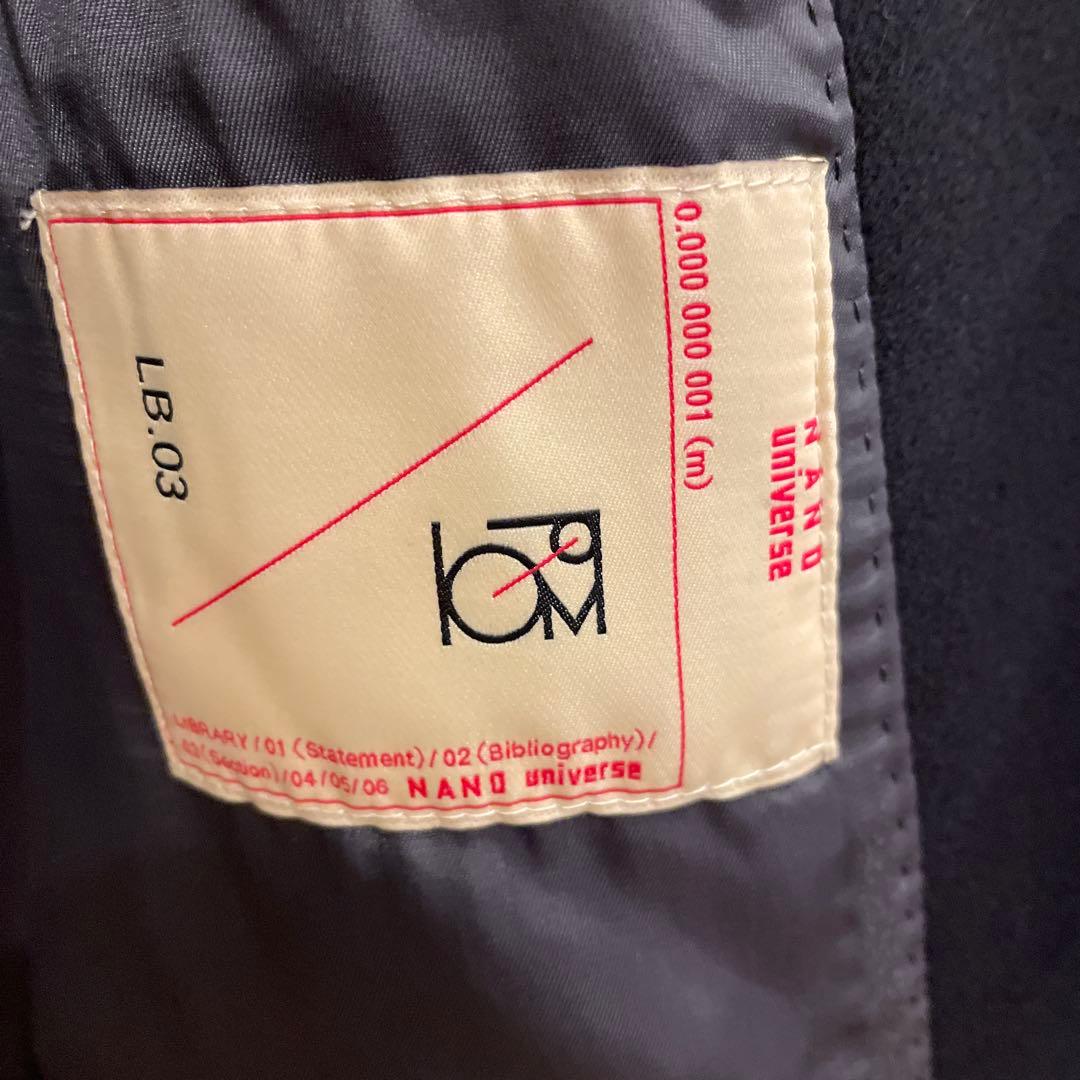 NANO
universe
0.000 000 001 (m)
LB.03
LIBRARY / 01 (Statement) / 02 (Bibliography) /
03 (Section) / 04 / 05 / 06 NANO universe